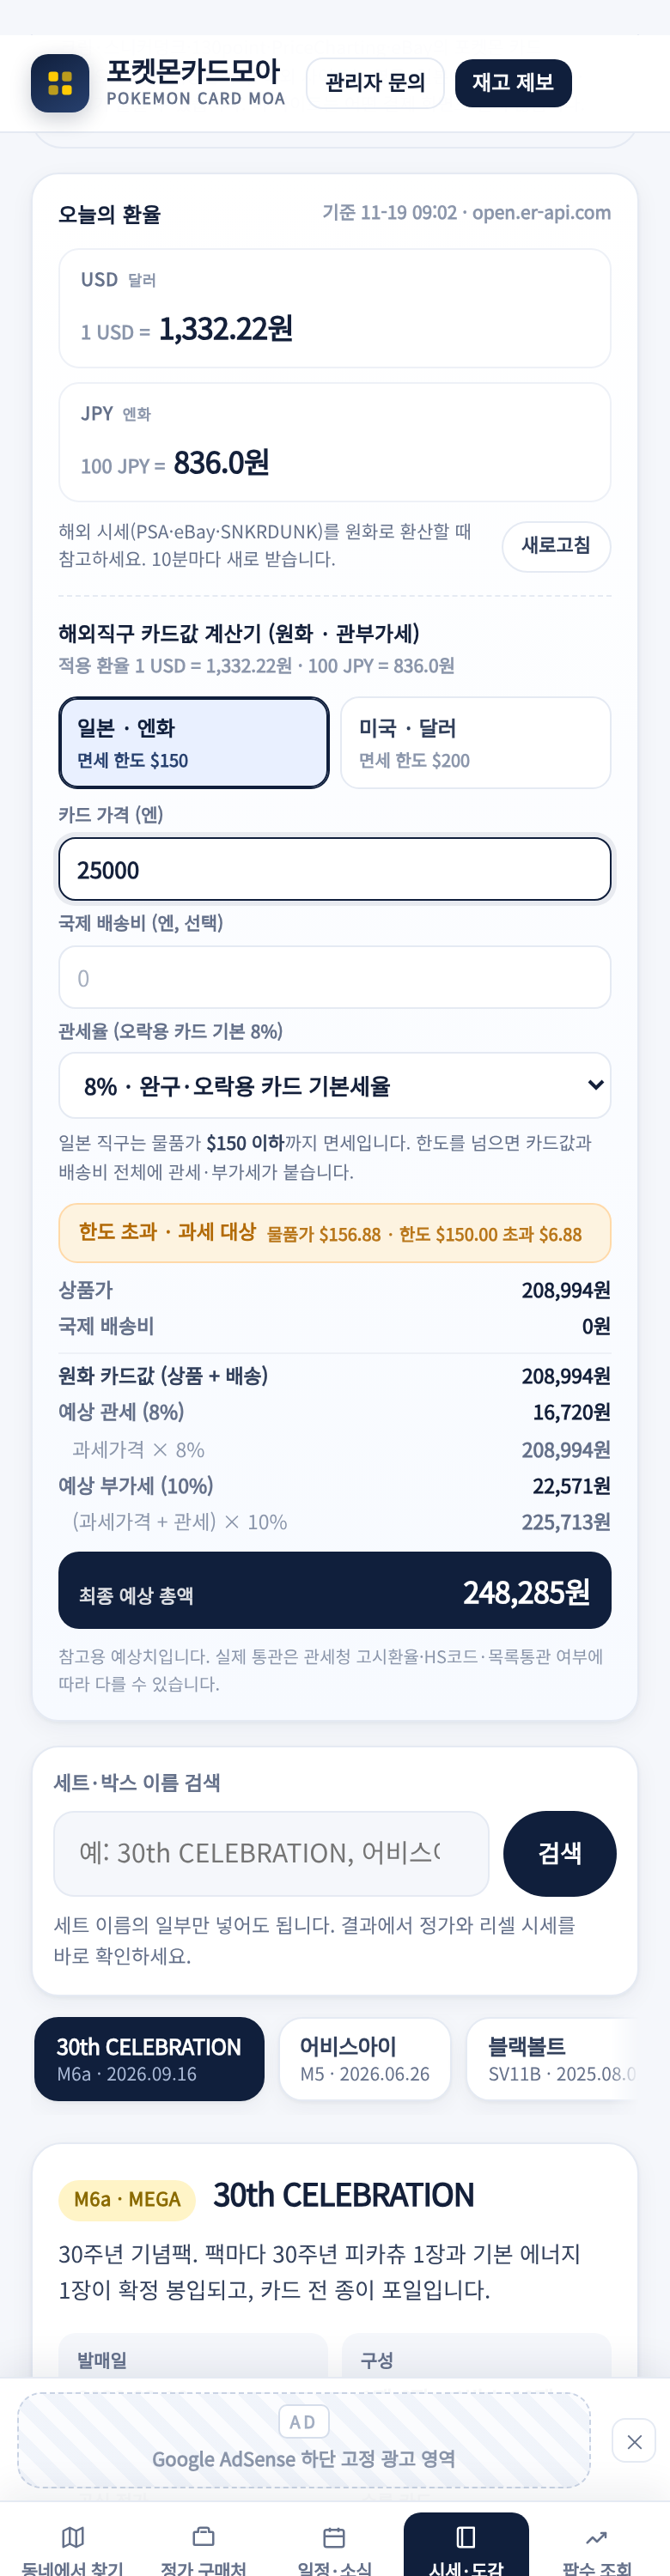 포켓몬카드모아
POKEMON CARD MOA
관리자 문의
재고 제보
오늘의 환율
기준 11-19 09:02 · open.er-api.com
USD 달러
1 USD = 1,332.22원
JPY 엔화
100 JPY = 836.0원
해외 시세(PSA·eBay·SNKRDUNK)를 원화로 환산할 때
참고하세요. 10분마다 새로 받습니다.
새로고침
해외직구 카드값 계산기 (원화 · 관부가세)
적용 환율 1 USD = 1,332.22원 · 100 JPY = 836.0원
일본 · 엔화
면세 한도 $150
미국 · 달러
면세 한도 $200
카드 가격 (엔)
25000
국제 배송비 (엔, 선택)
0
관세율 (오락용 카드 기본 8%)
8% · 완구·오락용 카드 기본세율
일본 직구는 물품가 $150 이하까지 면세입니다. 한도를 넘으면 카드값과
배송비 전체에 관세·부가세가 붙습니다.
한도 초과 · 과세 대상 물품가 $156.88 · 한도 $150.00 초과 $6.88
상품가 208,994원
국제 배송비 0원
원화 카드값 (상품 + 배송) 208,994원
예상 관세 (8%) 16,720원
과세가격 × 8% 208,994원
예상 부가세 (10%) 22,571원
(과세가격 + 관세) × 10% 225,713원
최종 예상 총액 248,285원
참고용 예상치입니다. 실제 통관은 관세청 고시환율·HS코드·목록통관 여부에
따라 다를 수 있습니다.
세트·박스 이름 검색
예: 30th CELEBRATION, 어비스
검색
세트 이름의 일부만 넣어도 됩니다. 결과에서 정가와 리셀 시세를
바로 확인하세요.
30th CELEBRATION
M6a · 2026.09.16
어비스아이
M5 · 2026.06.26
블랙볼트
SV11B · 2025.08.0
M6a · MEGA
30th CELEBRATION
30주년 기념팩. 팩마다 30주년 피카츄 1장과 기본 에너지
1장이 확정 봉입되고, 카드 전 종이 포일입니다.
발매일
구성
AD
Google AdSense 하단 고정 광고 영역
동네에서 찾기
정가 구매처
일정·소식
시세·도감
팝수 조회